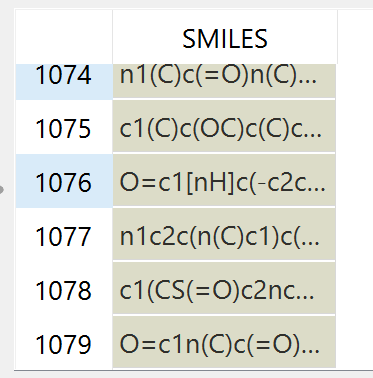 SMILES
1074 n1(C)c(=O)n(C)...
1075 c1(C)c(OC)c(C)c...
1076 O=c1[nH]c(-c2c...
1077 n1c2c(n(C)c1)c(...
1078 c1(CS(=O)c2nc...
1079 O=c1n(C)c(=O)...